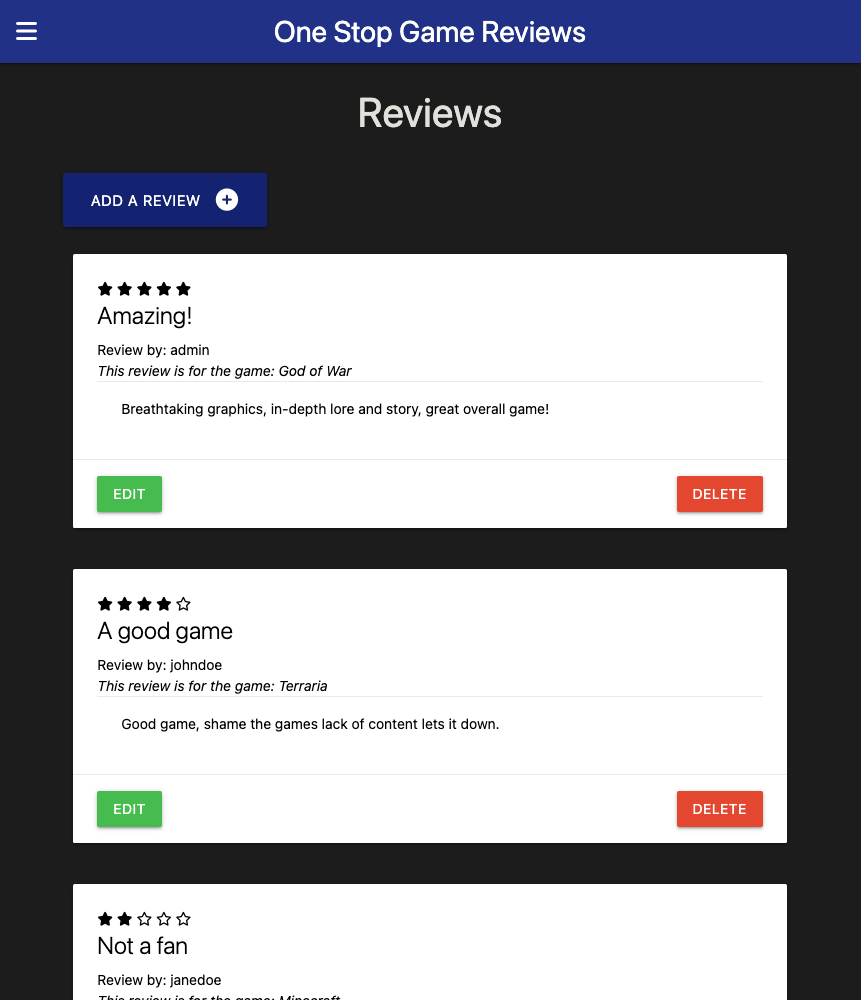 One Stop Game Reviews
Reviews
ADD A REVIEW
Amazing!
Review by: admin
This review is for the game: God of War
Breathtaking graphics, in-depth lore and story, great overall game!
EDIT
DELETE
A good game
Review by: johndoe
This review is for the game: Terraria
Good game, shame the games lack of content lets it down.
EDIT
DELETE
Not a fan
Review by: janedoe
This review is for the game: Minecraft